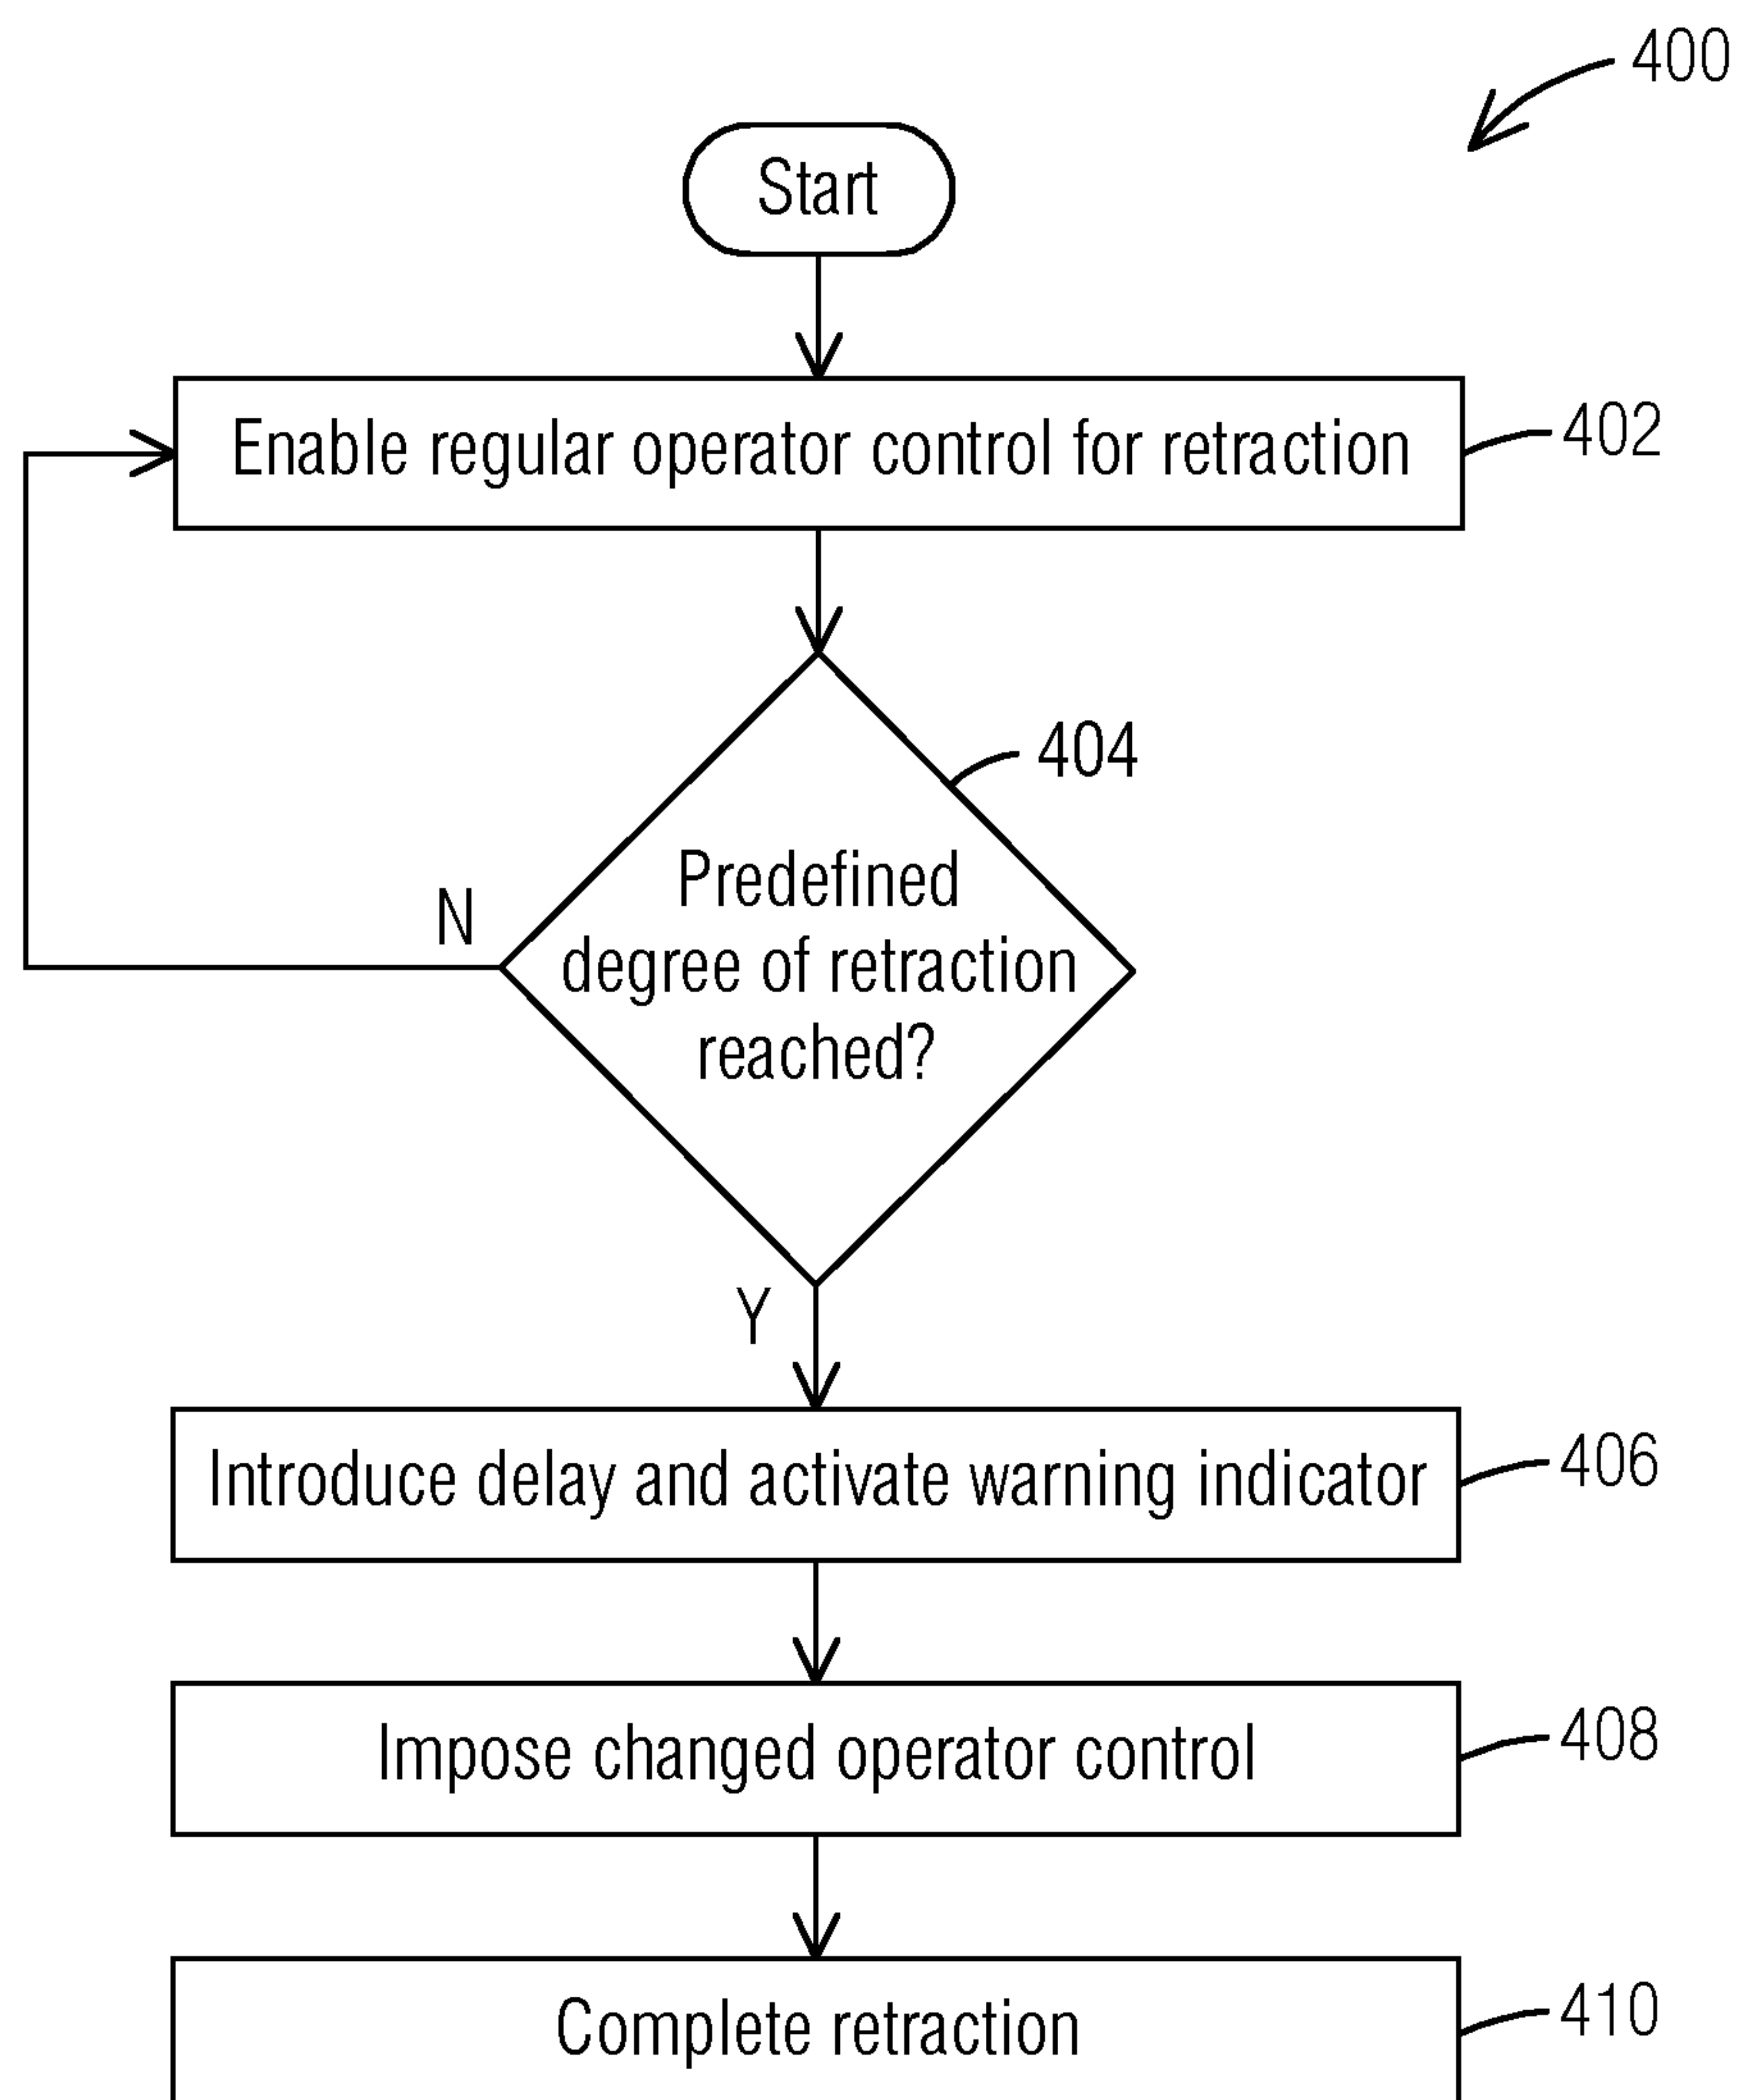 400
Start
Enable regular operator control for retraction
402
404
Predefined
degree of retraction
reached?
N
Y
Introduce delay and activate warning indicator
406
Impose changed operator control
408
Complete retraction
410